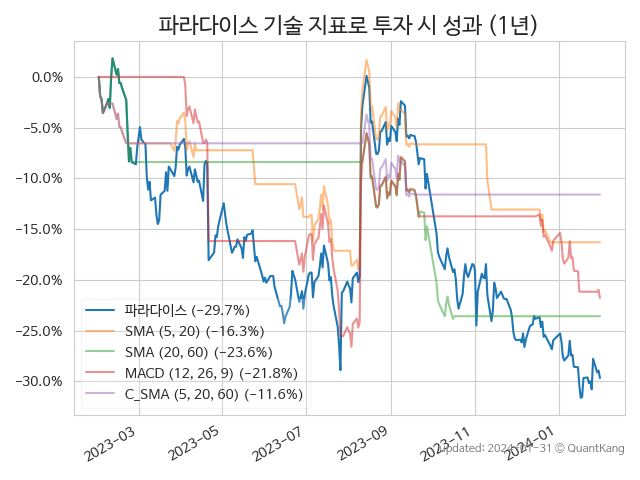 파라다이스 기술 지표로 투자 시 성과 (1년)
0.0%
−5.0%
−10.0%
−15.0%
−20.0%
−25.0%
−30.0%
파라다이스 (−29.7%)
SMA (5, 20) (−16.3%)
SMA (20, 60) (−23.6%)
MACD (12, 26, 9) (−21.8%)
C_SMA (5, 20, 60) (−11.6%)
2023−03
2023−05
2023−07
2023−09
2023−11
2024−01
updated: 2024−01−31 © QuantKang